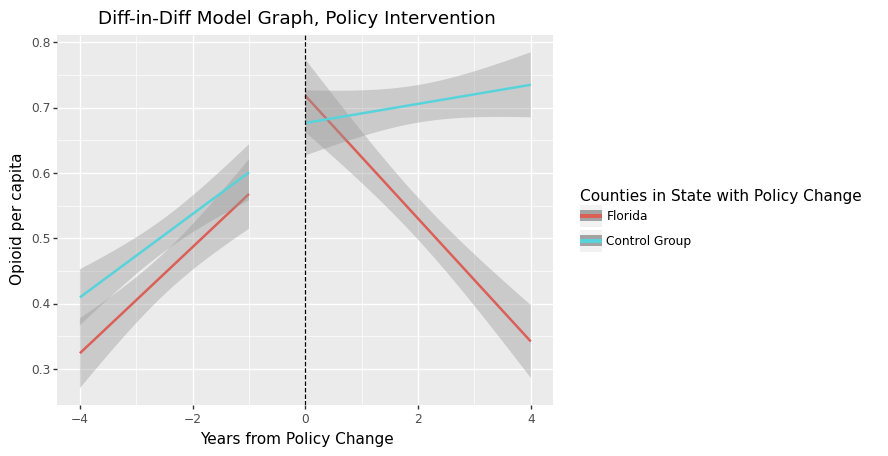 Diff-in-Diff Model Graph, Policy Intervention
0.8
0.7
0.6
0.5
0.4
0.3
Opioid per capita
−4
−2
0
2
4
Years from Policy Change
Counties in State with Policy Change
Florida
Control Group